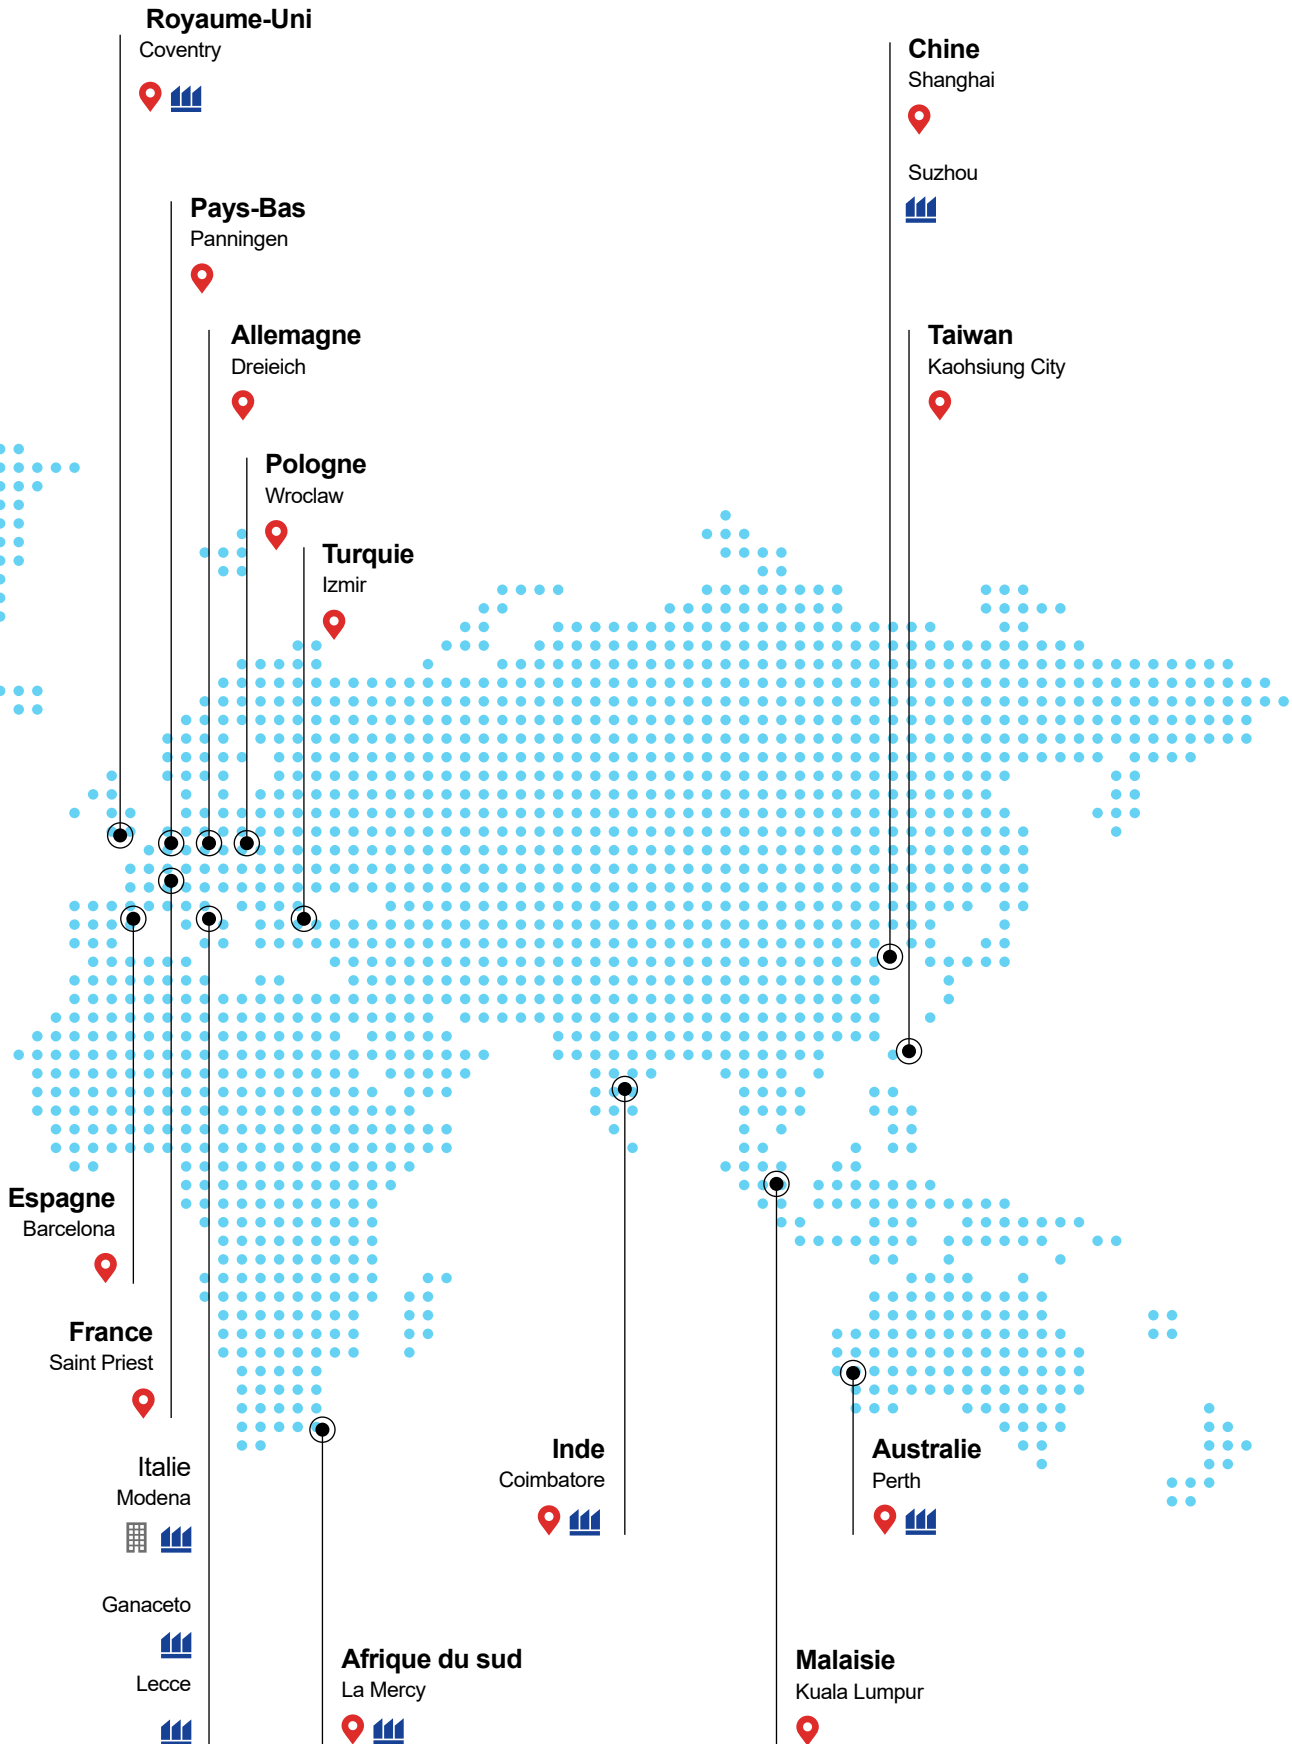 Royaume-Uni
Coventry
Chine
Shanghai
Suzhou
Pays-Bas
Panningen
Allemagne
Dreieich
Taiwan
Kaohsiung City
Pologne
Wroclaw
Turquie
Izmir
Espagne
Barcelona
France
Saint Priest
Italie
Modena
Ganaceto
Lecce
Inde
Coimbatore
Australie
Perth
Afrique du sud
La Mercy
Malaisie
Kuala Lumpur